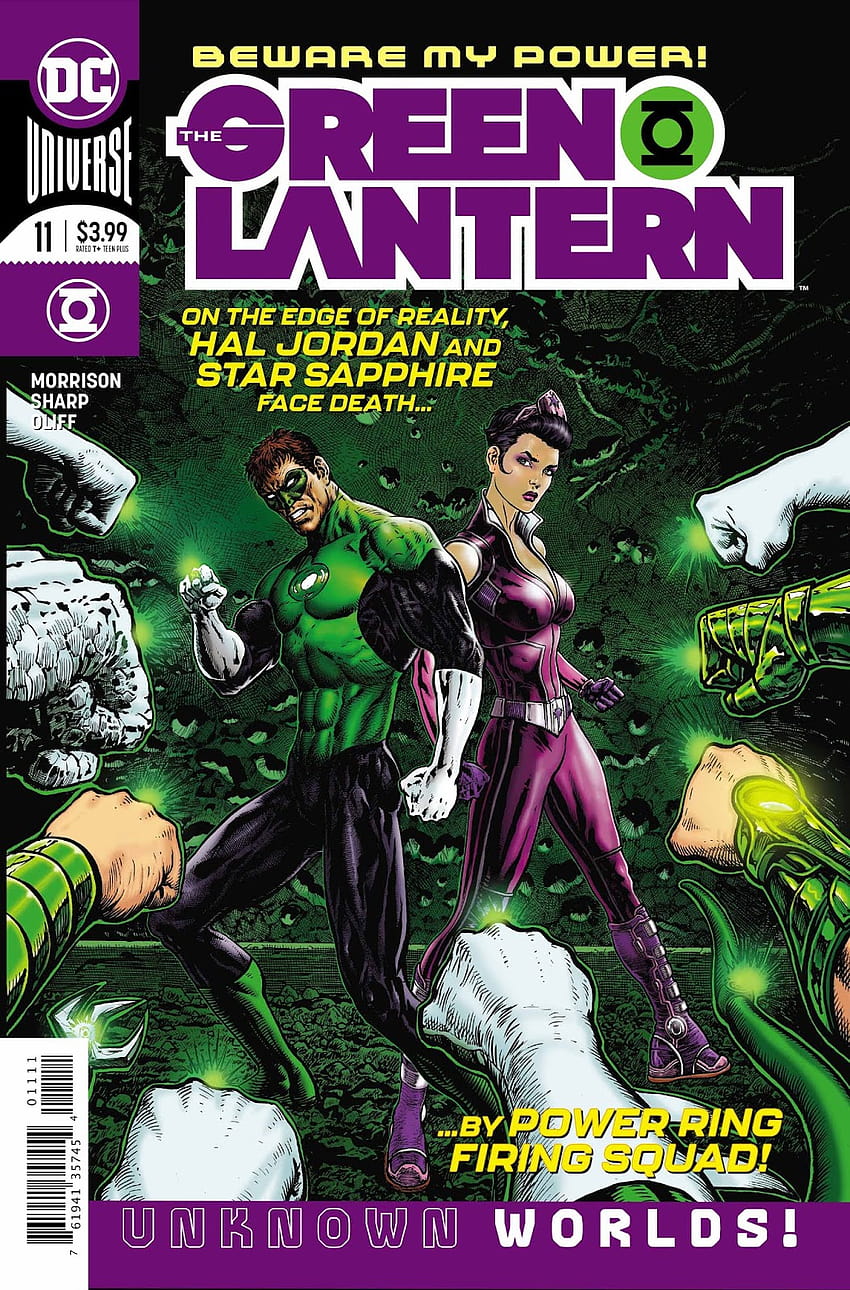 BEWARE MY POWER!
DC
UNIVERSE
THE GREEN
LANTERN
™
11 $3.99
RATED T+ TEEN PLUS
MORRISON
SHARP
OLIFF
ON THE EDGE OF REALITY,
HAL JORDAN AND
STAR SAPPHIRE
FACE DEATH...
...BY POWER RING
FIRING SQUAD!
01111
7 61941 35745 4
UNKNOWN WORLDS!